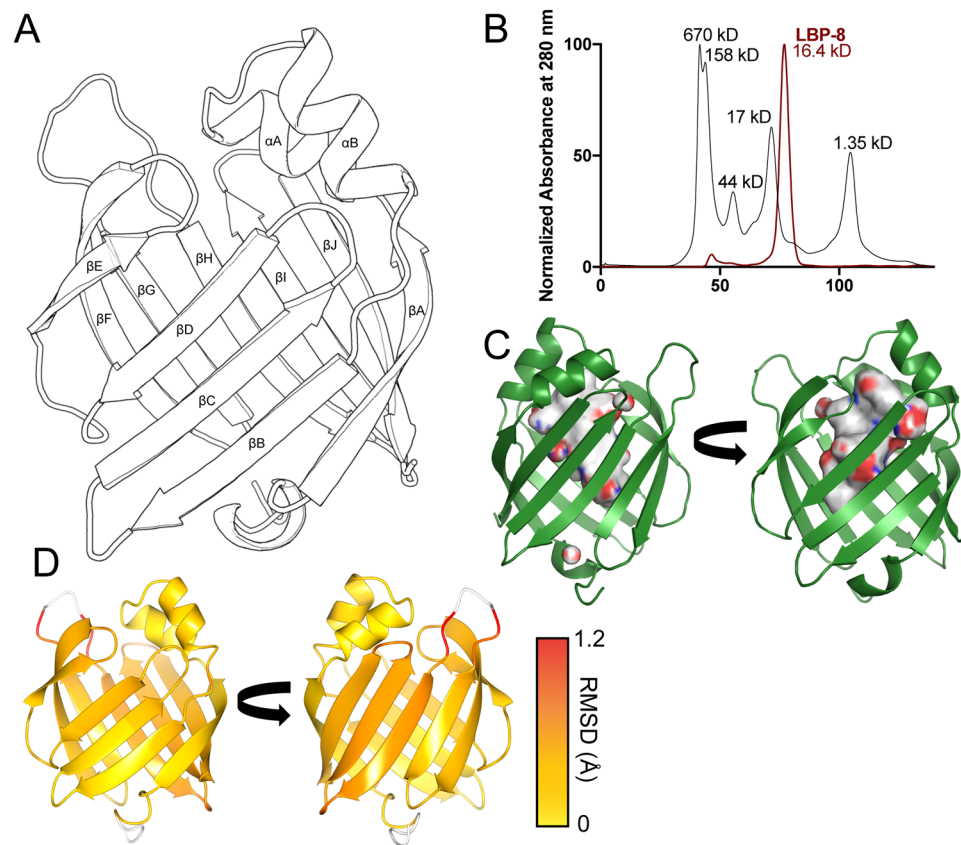 A
αA
αB
βE
βF
βG
βH
βD
βI
βJ
βA
βC
βB
B
Normalized Absorbance at 280 nm
100
50
0
670 kD
158 kD
44 kD
17 kD
LBP-8
16.4 kD
1.35 kD
0
50
100
C
D
1.2
RMSD (Å)
0